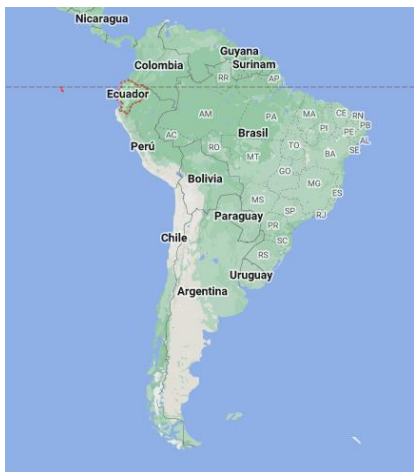 Nicaragua
Guyana
Colombia
Surinam
RR
AP
Ecuador
AM
PA
MA
CE
RN
PB
PI
PE
AL
AC
RO
Brasil
TO
SE
Perú
MT
BA
GO
Bolivia
MG
MS
ES
Paraguay
SP
RJ
PR
Chile
SC
RS
Uruguay
Argentina